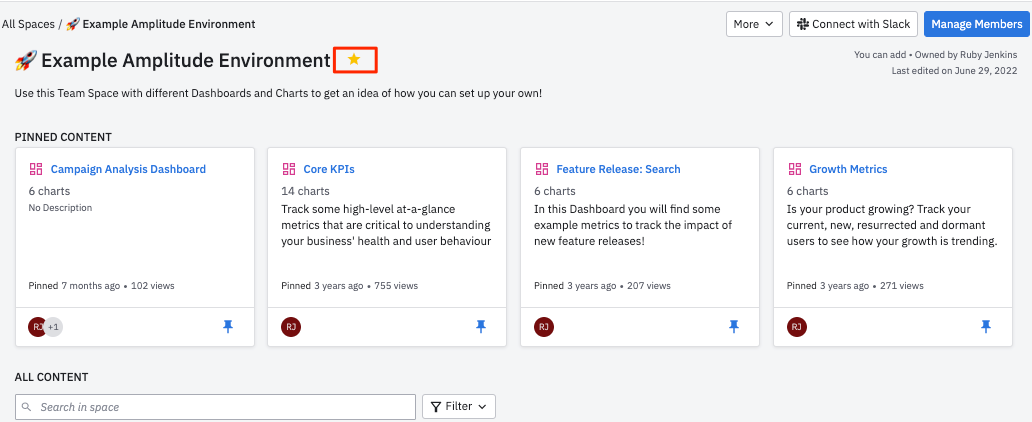 All Spaces / 🚀 Example Amplitude Environment
More
Connect with Slack
Manage Members
🚀 Example Amplitude Environment
You can add • Owned by Ruby Jenkins
Last edited on June 29, 2022
Use this Team Space with different Dashboards and Charts to get an idea of how you can set up your own!
PINNED CONTENT
Campaign Analysis Dashboard
6 charts
No Description
Pinned 7 months ago • 102 views
RJ +1
Core KPIs
14 charts
Track some high-level at-a-glance
metrics that are critical to understanding
your business' health and user behaviour
Pinned 3 years ago • 755 views
RJ
Feature Release: Search
6 charts
In this Dashboard you will find some
example metrics to track the impact of
new feature releases!
Pinned 3 years ago • 207 views
RJ
Growth Metrics
6 charts
Is your product growing? Track your
current, new, resurrected and dormant
users to see how your growth is trending.
Pinned 3 years ago • 271 views
RJ
ALL CONTENT
Search in space
Filter